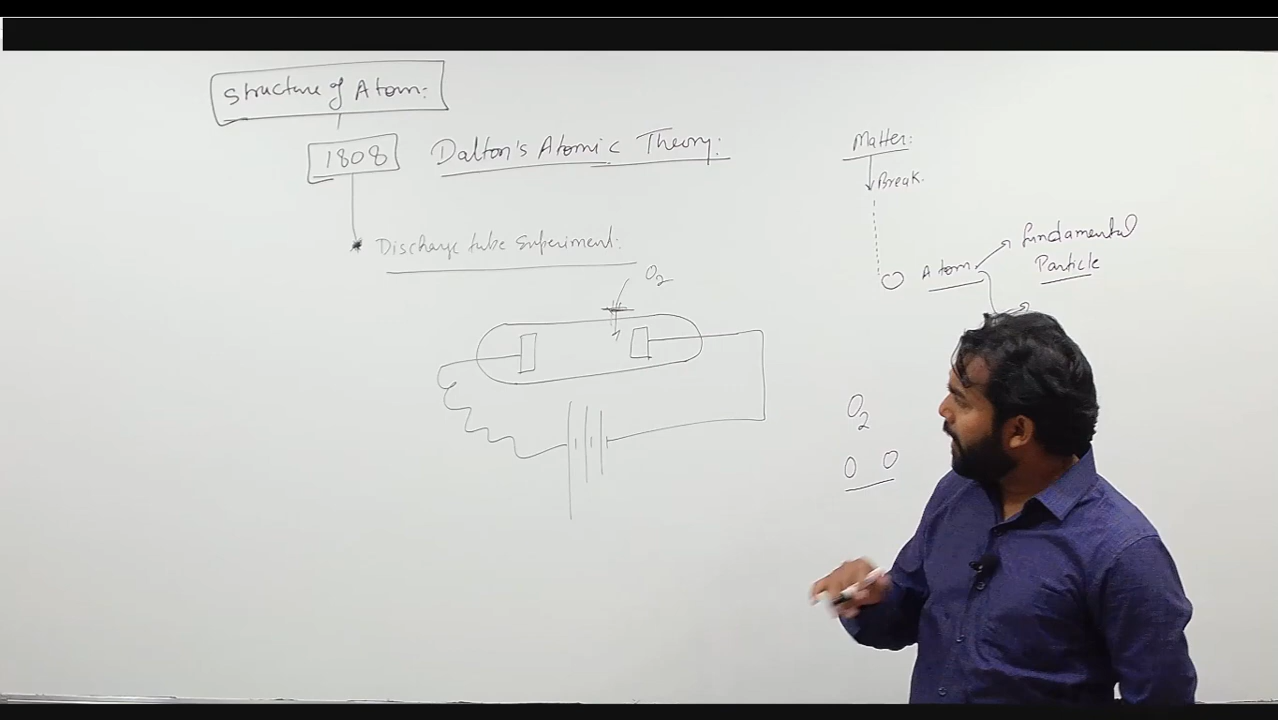 Structure of Atom:
1808
Dalton's Atomic Theory:
Discharge tube Experiment:
O2
Matter:
Break.
Atom
fundamental
Particle
O2
O O